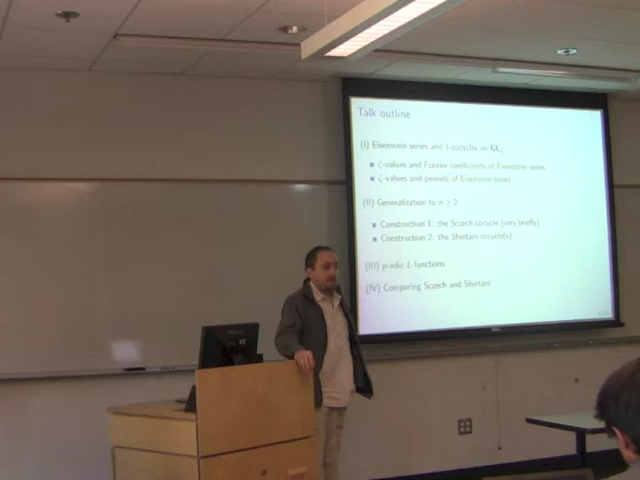 Talk outline
(I) Eisenstein series and 1-cocycles on GL₂
ζ-values and Fourier coefficients of Eisenstein series
ζ-values and periods of Eisenstein series
(II) Generalization to n ≥ 2
Construction 1: the Sczech cocycle (very briefly)
Construction 2: the Shintani cocycle(s)
(III) p-adic L-functions
(IV) Comparing Sczech and Shintani